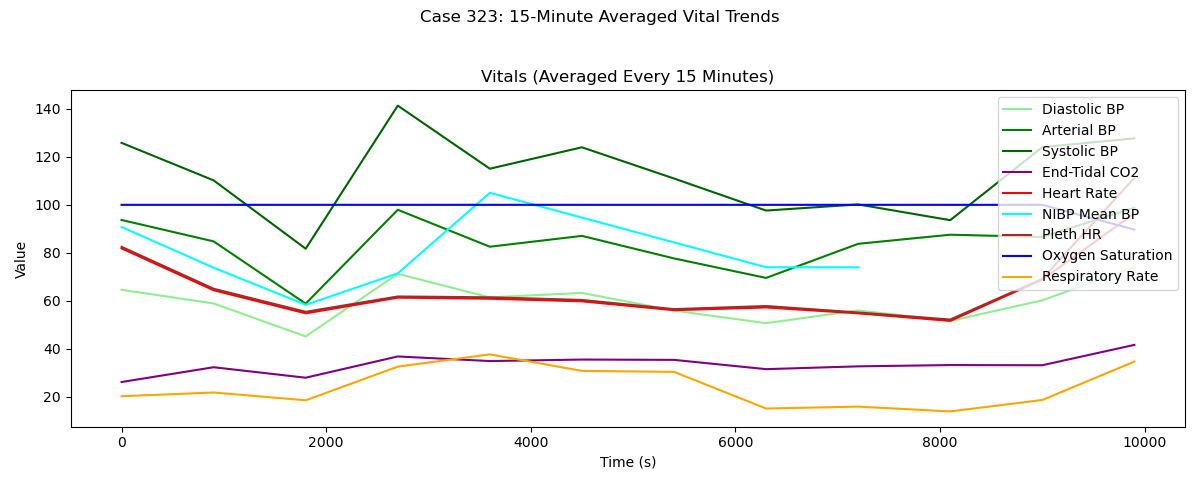 Case 323: 15-Minute Averaged Vital Trends
Vitals (Averaged Every 15 Minutes)
Value
140
120
100
80
60
40
20
0
2000
4000
6000
8000
10000
Time (s)
Diastolic BP
Arterial BP
Systolic BP
End-Tidal CO2
Heart Rate
NIBP Mean BP
Pleth HR
Oxygen Saturation
Respiratory Rate